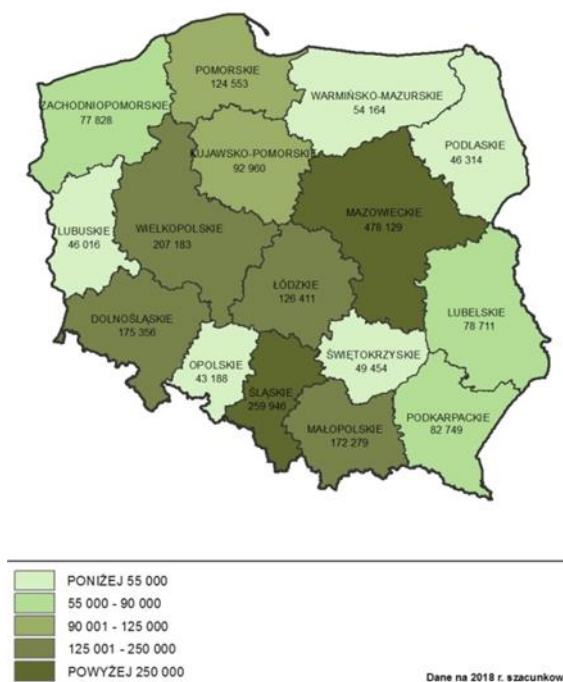 POMORSKIE
124 553
WARMIŃSKO-MAZURSKIE
54 164
ZACHODNIOPOMORSKIE
77 828
PODLASKIE
46 314
KUJAWSKO-POMORSKIE
92 960
MAZOWIECKIE
478 129
LUBUSKIE
46 016
WIELKOPOLSKIE
207 183
ŁÓDZKIE
126 411
LUBELSKIE
78 711
DOLNOŚLĄSKIE
175 356
OPOLSKIE
43 188
ŚWIĘTOKRZYSKIE
49 454
ŚLĄSKIE
259 946
MAŁOPOLSKIE
172 279
PODKARPACKIE
82 749
PONIŻEJ 55 000
55 000 - 90 000
90 001 - 125 000
125 001 - 250 000
POWYŻEJ 250 000
Dane na 2018 r. szacunkow